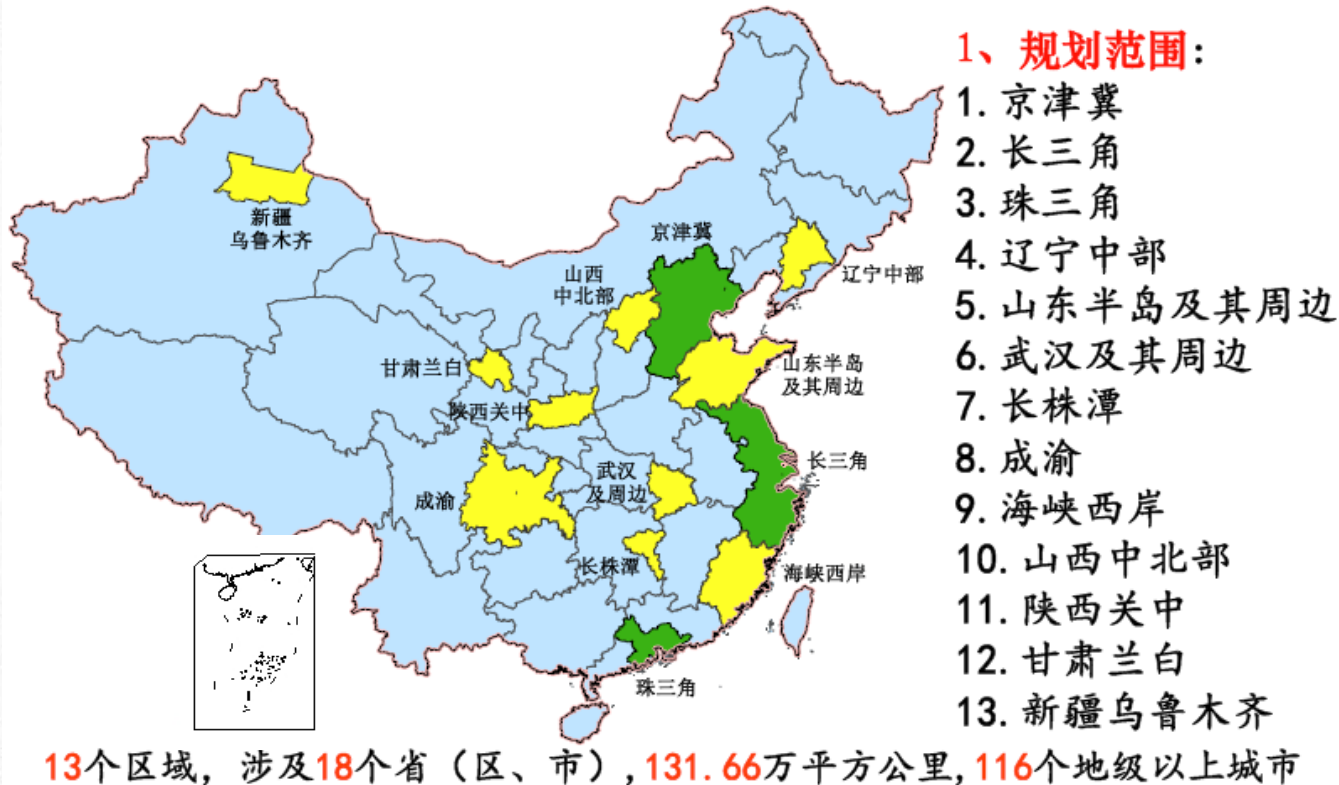 1、规划范围:
1. 京津冀
2. 长三角
3. 珠三角
4. 辽宁中部
5. 山东半岛及其周边
6. 武汉及其周边
7. 长株潭
8. 成渝
9. 海峡西岸
10. 山西中北部
11. 陕西关中
12. 甘肃兰白
13. 新疆乌鲁木齐
新疆
乌鲁木齐
京津冀
山西
中北部
辽宁中部
甘肃兰白
山东半岛
及其周边
陕西关中
长三角
武汉
及周边
成渝
长株潭
海峡西岸
珠三角
13个区域, 涉及18个省（区、市）, 131.66万平方公里, 116个地级以上城市